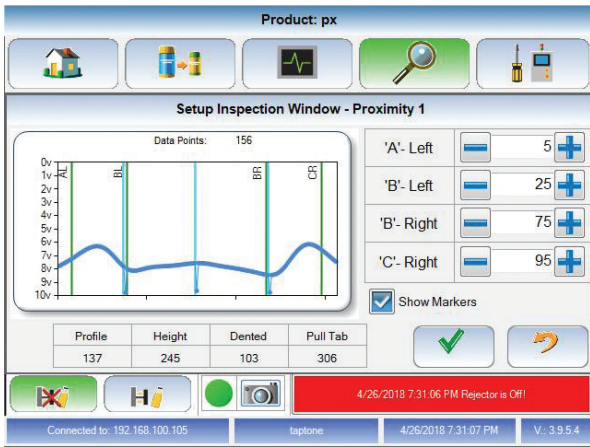 Product: px
Setup Inspection Window - Proximity 1
Data Points: 156
0v
1v
2v
3v
4v
5v
6v
7v
8v
9v
10v
AL
BL
BR
CR
'A'- Left 5
'B'- Left 25
'B'- Right 75
'C'- Right 95
Show Markers
Profile Height Dented Pull Tab
137 245 103 306
H
H
4/26/2018 7:31:06 PM Rejector is Off!
Connected to: 192.168.100.105 taptone 4/26/2018 7:31:07 PM V.: 3.9.5.4